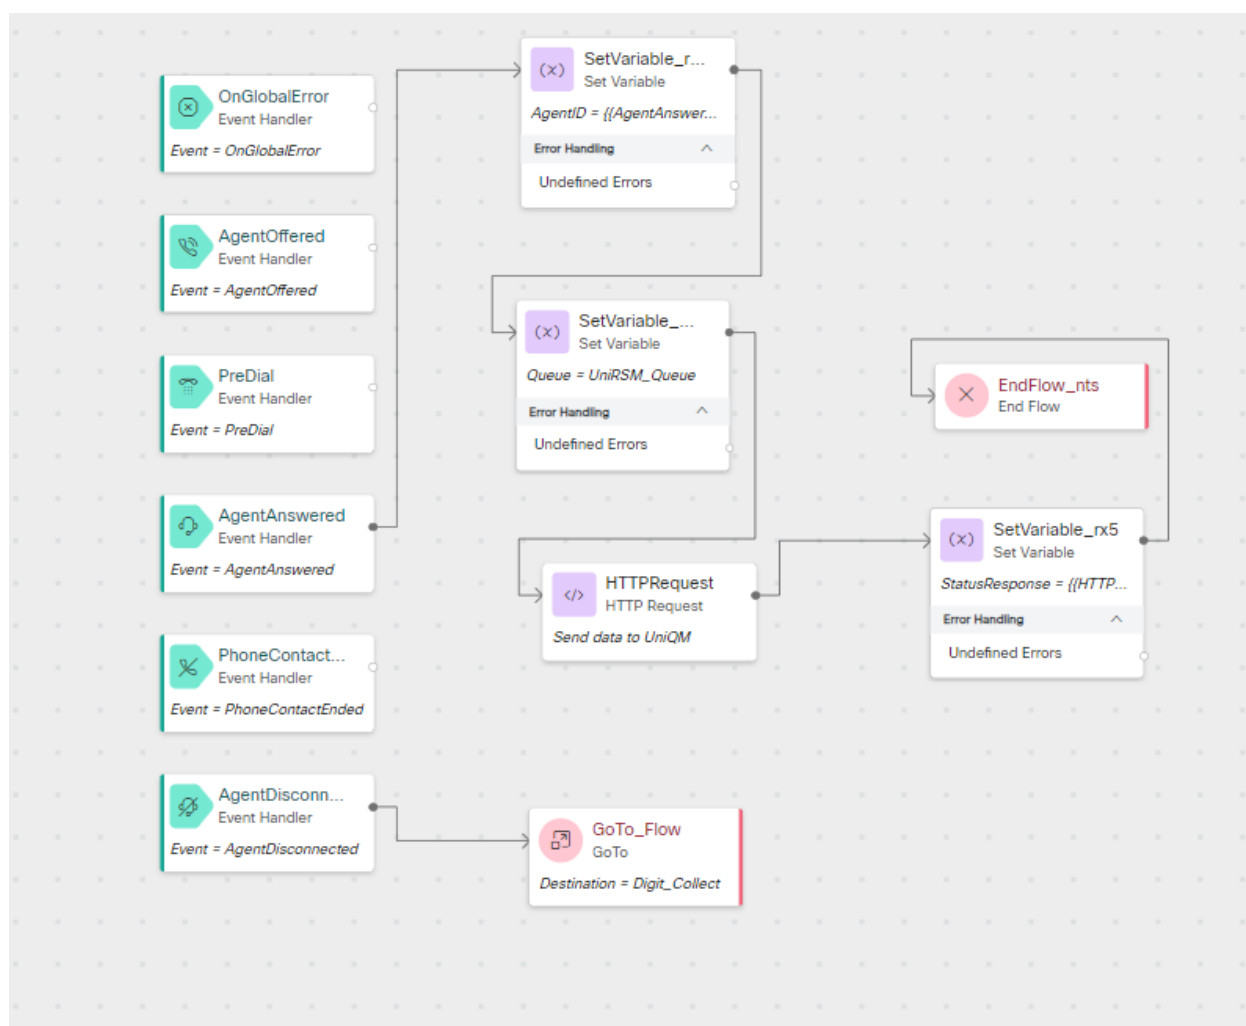 OnGlobalError
Event Handler
Event = OnGlobalError
AgentOffered
Event Handler
Event = AgentOffered
PreDial
Event Handler
Event = PreDial
AgentAnswered
Event Handler
Event = AgentAnswered
PhoneContact...
Event Handler
Event = PhoneContactEnded
AgentDisconn...
Event Handler
Event = AgentDisconnected
SetVariable_r...
Set Variable
AgentID = {{AgentAnswer...
Error Handling
Undefined Errors
SetVariable_...
Set Variable
Queue = UniRSM_Queue
Error Handling
Undefined Errors
HTTPRequest
HTTP Request
Send data to UniQM
GoTo_Flow
GoTo
Destination = Digit_Collect
EndFlow_nts
End Flow
SetVariable_rx5
Set Variable
StatusResponse = {{HTTP...
Error Handling
Undefined Errors